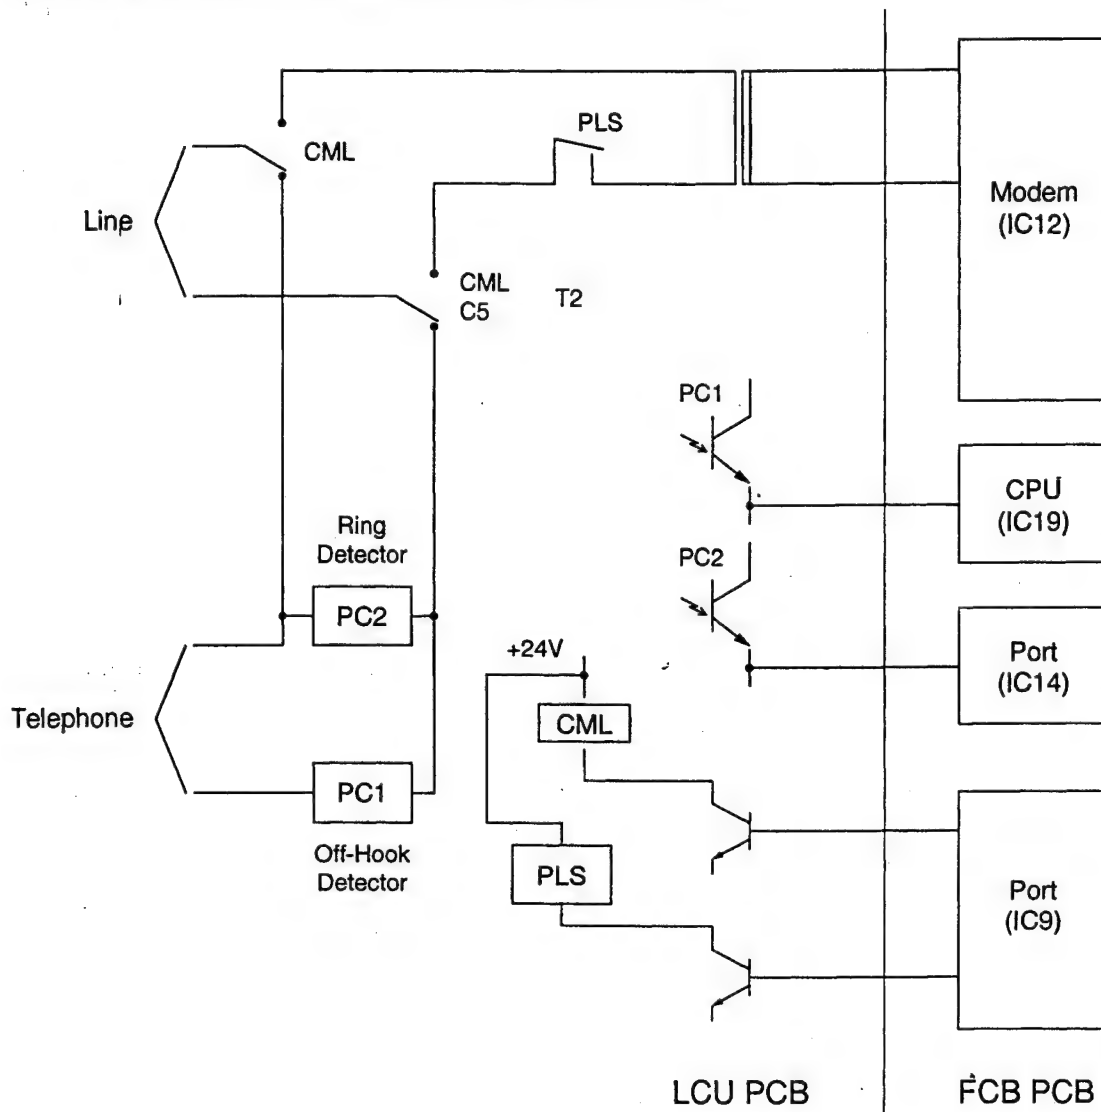 PLS
CML
Modem
(IC12)
Line
CML
C5
T2
PC1
CPU
(IC19)
Ring
Detector
PC2
PC2
+24V
Port
(IC14)
Telephone
CML
PC1
Off-Hook
Detector
PLS
Port
(IC9)
LCU PCB
FCB PCB